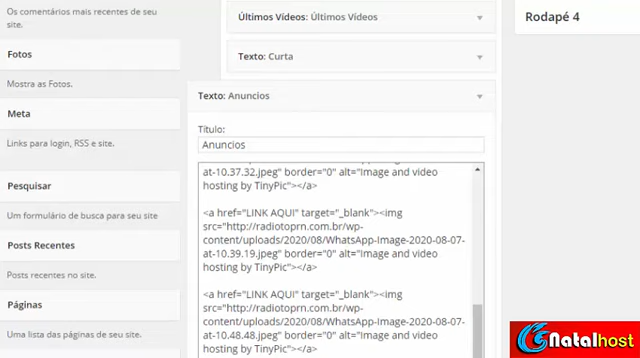 Os comentários mais recentes de seu
site.
Fotos
Mostra as Fotos.
Meta
Links para login, RSS e site.
Pesquisar
Um formulário de busca para seu site
Posts Recentes
Posts recentes no site.
Páginas
Uma lista das páginas de seu site.
Últimos Vídeos: Últimos Vídeos
Texto: Curta
Texto: Anuncios
Título:
Anuncios
at-10.37.32.jpeg" border="0" alt="Image and video
hosting by TinyPic"></a>
<a href="LINK AQUI" target="_blank"><img
src="http://radiotoprn.com.br/wp-
content/uploads/2020/08/WhatsApp-Image-2020-08-07-
at-10.39.19.jpeg" border="0" alt="Image and video
hosting by TinyPic"></a>
<a href="LINK AQUI" target="_blank"><img
src="http://radiotoprn.com.br/wp-
content/uploads/2020/08/WhatsApp-Image-2020-08-07-
at-10.48.48.jpeg" border="0" alt="Image and video
hosting by TinyPic"></a>
Rodapé 4
Natalhost